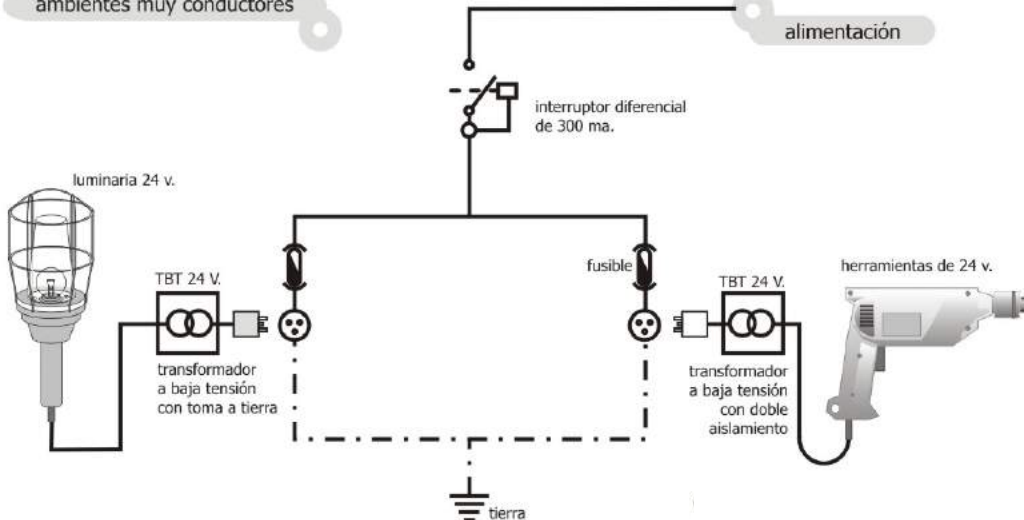 ambientes muy conductores
alimentación
interruptor diferencial
de 300 ma.
luminaria 24 v.
TBT 24 V.
transformador
a baja tensión
con toma a tierra
fusible
TBT 24 V.
herramientas de 24 v.
transformador
a baja tensión
con doble
aislamiento
tierra